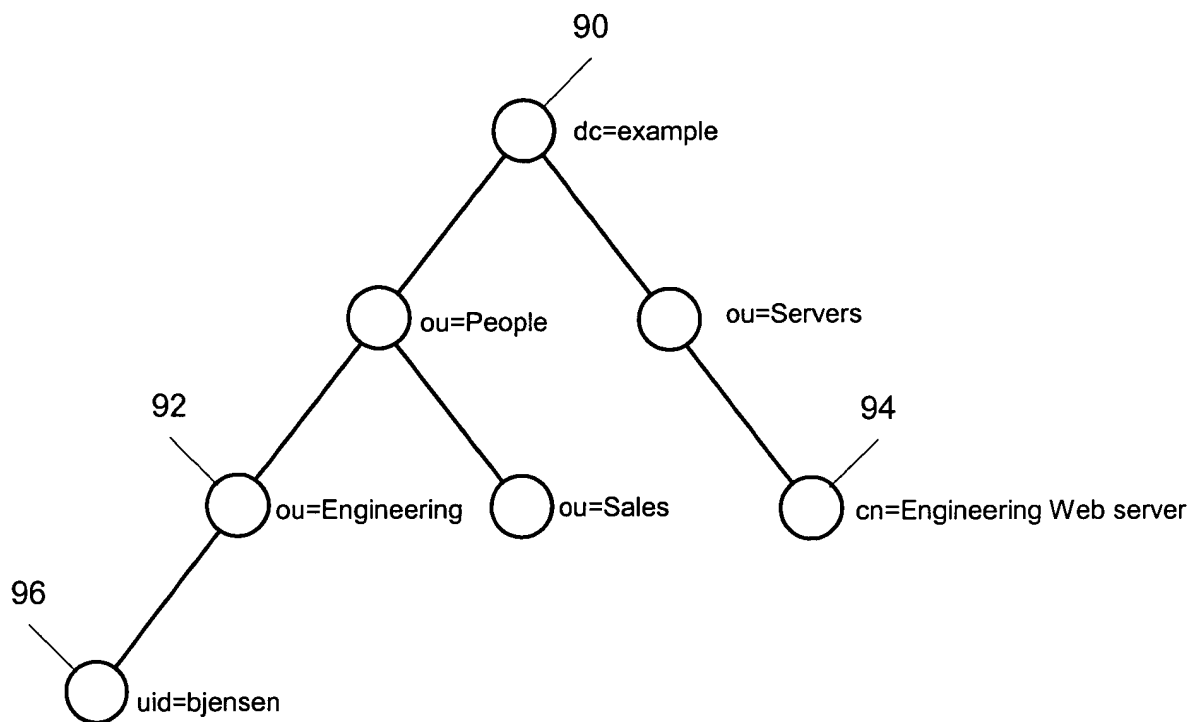 90
dc=example
ou=People
ou=Servers
92
94
ou=Engineering
ou=Sales
cn=Engineering Web server
96
uid=bjensen